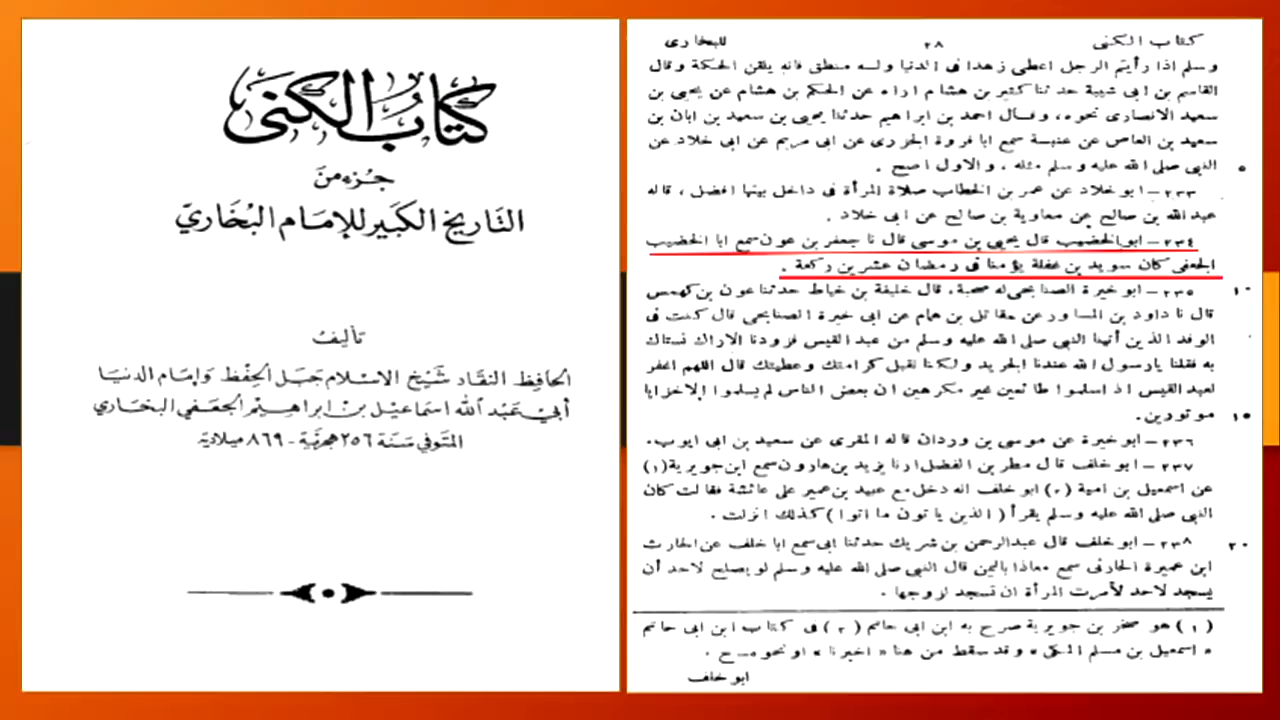 كتاب الكنى
جزء من
التاريخ الكبير للإمام البخاري
تأليف
الحافظ النقاد شيخ الاسلام جبل الحفظ وإمام الدنيا
أبي عبد الله اسماعيل بن ابراهيم الجعفي البخاري
المتوفي سنة ٢٥٦ هجرية - ٨٦٩ ميلادية
كتاب الكنى ٢٨ للبخارى
وسلم اذا رأيتم الرجل اعطى زهدا فى الدنيا وله منطق فانه يلقن الحكة وقال
القاسم بن ابى شيبة حدثنا كثير بن هشام اراه عن الحكم بن هشام عن يحيى بن
سعيد الانصارى نحوه، وقال احمد بن ابراهيم حدثنا يحيى بن سعيد بن ابان بن
سعيد بن العاص عن عنبسة سمع ابا فروة الجزرى عن ابى مريم عن ابى خلاد عن
النبى صلى الله عليه وسلم مثله . والاول اصح . ٥
٢٣٣ - ابو خلاد عن عمر بن الخطاب صلاة المرأة فى داخل بيتها افضل ، قاله
عبد الله بن صالح عن معاوية بن صالح عن ابى خلاد .
٢٣٤ - ابو الخضيب قال يحيى بن موسى قال نا جعفر بن عون سمع ابا الخضيب
الجعفى كان سويد بن غفلة يؤمنا فى رمضان عشرين ركعة .
٢٣٥ - ابو خيرة الصنابحى له صحبة، قال خليفة بن خياط حدثنا عون بن كهمس ١٠
قال نا داود بن المساور عن مقاتل بن همام عن ابى خيرة الصنابحى قال كنت فى
الوفد الذين أتينا النبى صلى الله عليه وسلم من عبد القيس فزودنا الاراك نستاك
به فقلنا يارسول الله عندنا الجريد ولكنا نقبل كرامتك وعطيتك قال اللهم اغفر
لعبد القيس اذ اسلموا طائعين غير مكرهين ان بعض الناس لم يسلموا الاخزايا
موتورين. ١٥
٢٣٦ - ابو خيرة عن موسى بن وردان قاله المقرى عن سعيد بن ابى ايوب.
٢٣٧ - ابو خلف قال مطر بن الفضل ارنا يزيد بن هارون سمع ابن جويرية (١)
عن اسمعيل بن امية (٢) ابو خلف انه دخل مع عبيد بن عمير على عائشة فقالت كان
النبى صلى الله عليه وسلم يقرأ ( الذين ياتون ما اتوا ) كذلك انزلت .
٢٣٨ - ابو خلف قال عبدالرحمن بن شريك حدثنا ابى سمع ابا خلف عن الحارث ٢٠
ابن عميرة الحارثى سمع معاذا باليمن قال النبى صلى الله عليه وسلم لو يصلح لاحد أن
يسجد لاحد لأمرت المرأة ان تسجد لزوجها .
(١) هو صخر بن جويرية صرح به ابن ابى حاتم (٢) فى كتاب ابن ابى حاتم
« اسمعيل بن مسلم المكى » وقد سقط من هنا « اخبرنا » او نحوه - ح .
ابو خلف